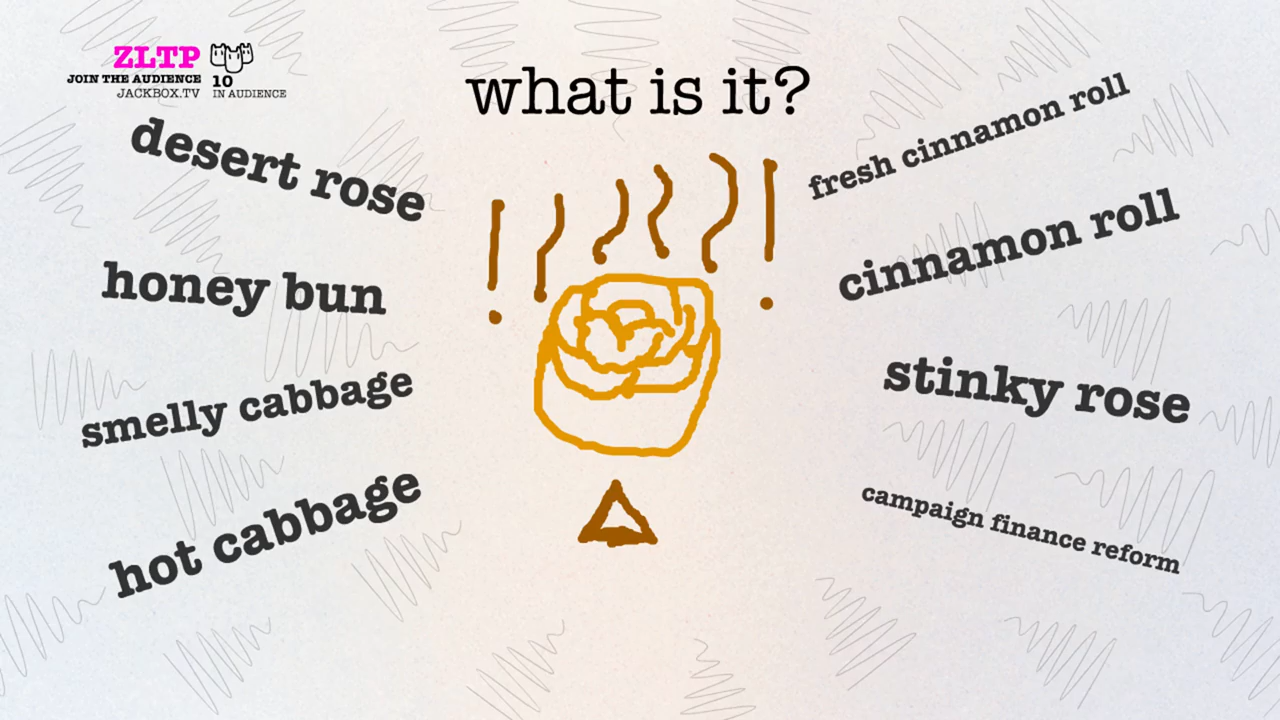 ZLTP
JOIN THE AUDIENCE
JACKBOX.TV
10
IN AUDIENCE
what is it?
desert rose
honey bun
smelly cabbage
hot cabbage
fresh cinnamon roll
cinnamon roll
stinky rose
campaign finance reform